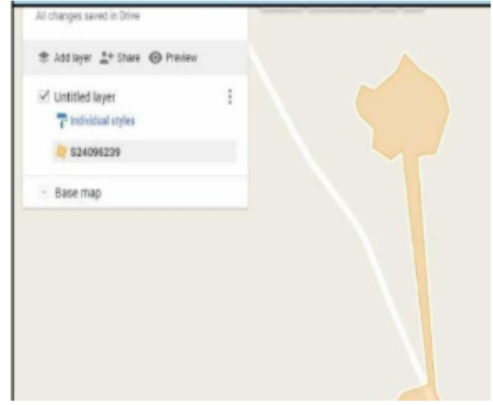 All changes saved in Drive
Add layer Share Preview
Untitled layer
Individual styles
S24096239
Base map